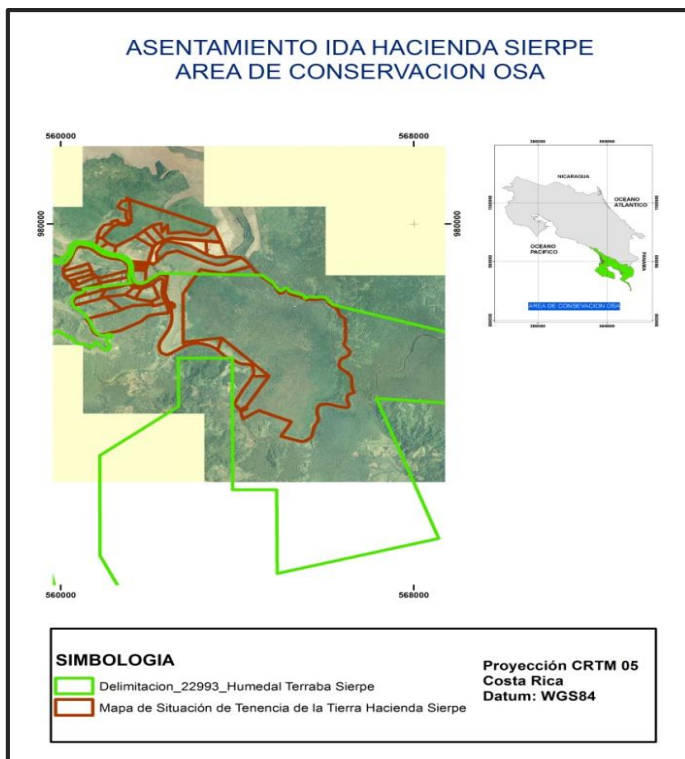 ASENTAMIENTO IDA HACIENDA SIERPE
AREA DE CONSERVACION OSA
560000
568000
980000
980000
560000
568000
NICARAGUA
OCEANO
ATLANTICO
OCEANO
PACIFICO
PANAMA
AREA DE CONSEVACION OSA
SIMBOLOGIA
Delimitacion_22993_Humedal Terraba Sierpe
Mapa de Situación de Tenencia de la Tierra Hacienda Sierpe
Proyección CRTM 05
Costa Rica
Datum: WGS84